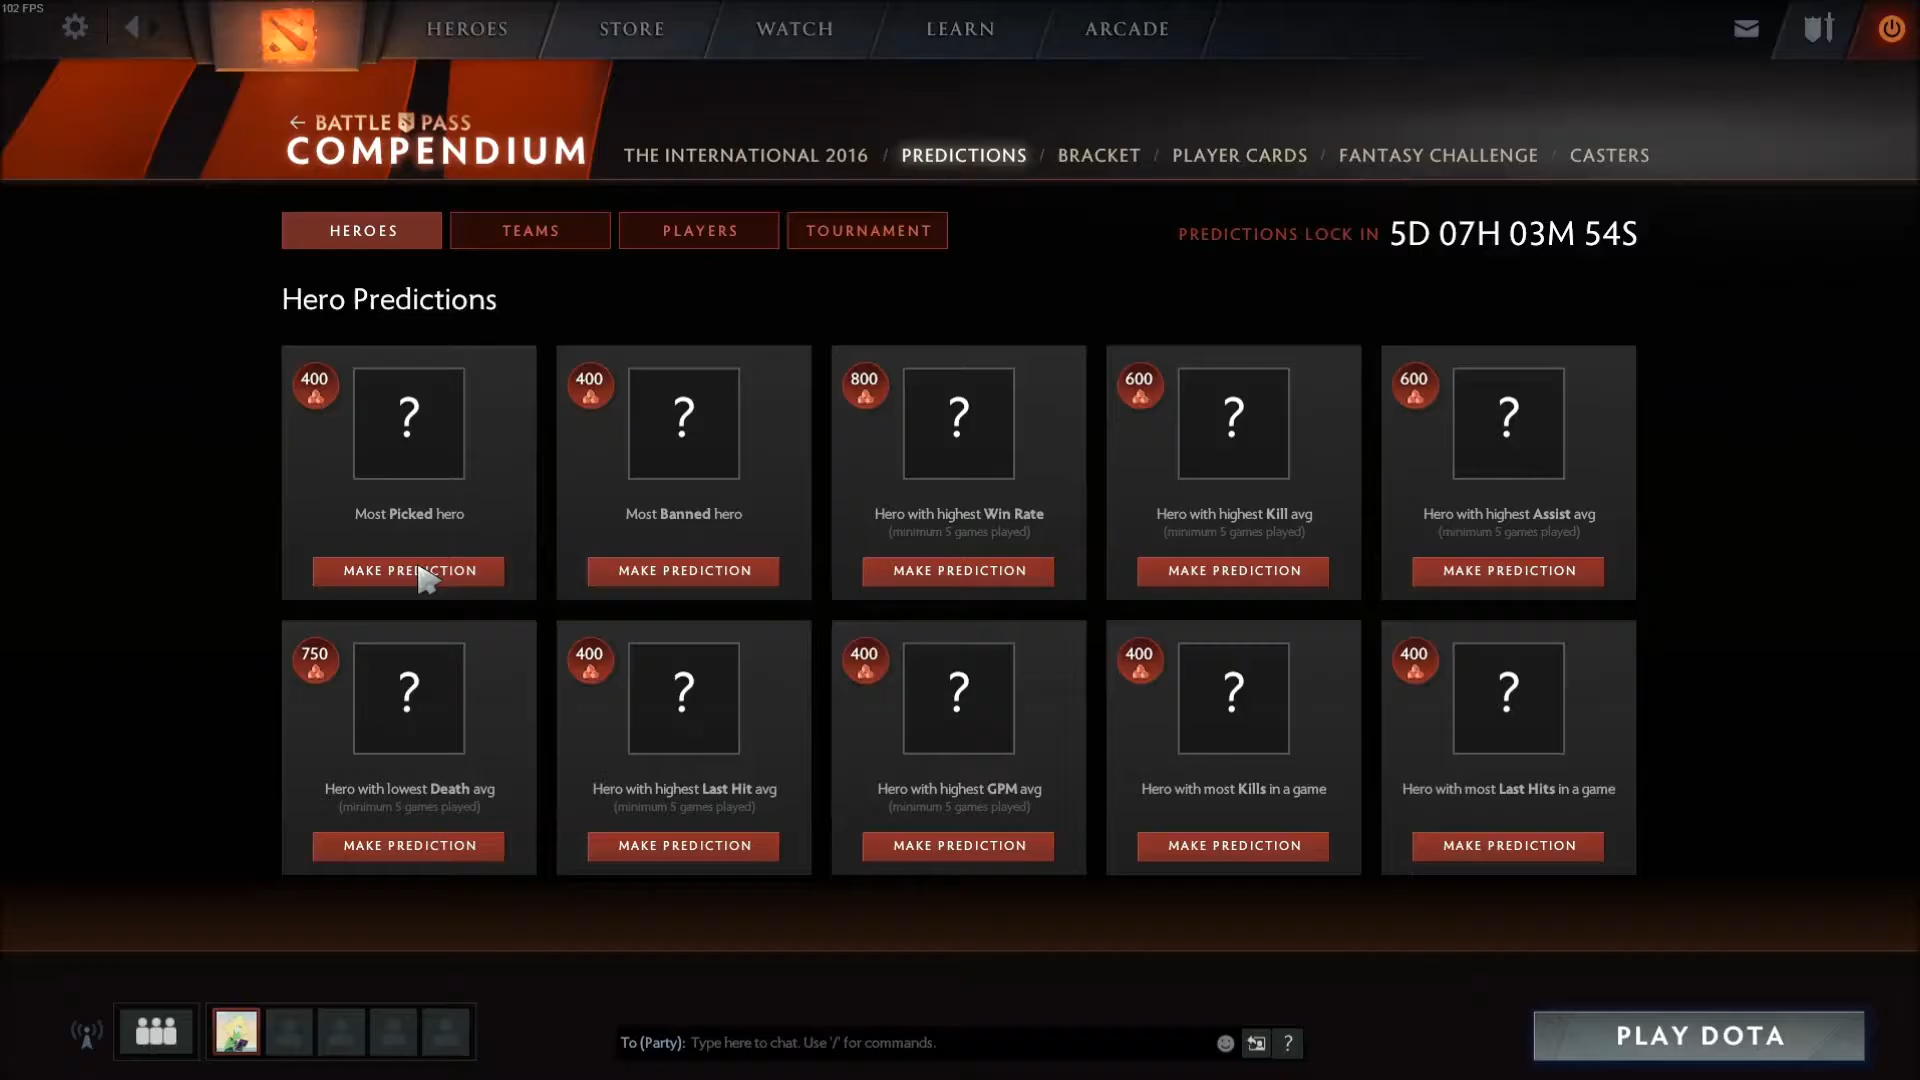 102 FPS
HEROES
STORE
WATCH
LEARN
ARCADE
← BATTLE PASS
COMPENDIUM
THE INTERNATIONAL 2016 / PREDICTIONS / BRACKET / PLAYER CARDS / FANTASY CHALLENGE / CASTERS
HEROES
TEAMS
PLAYERS
TOURNAMENT
PREDICTIONS LOCK IN 5D 07H 03M 54S
Hero Predictions
400
?
Most Picked hero
MAKE PREDICTION
400
?
Most Banned hero
MAKE PREDICTION
800
?
Hero with highest Win Rate
(minimum 5 games played)
MAKE PREDICTION
600
?
Hero with highest Kill avg
(minimum 5 games played)
MAKE PREDICTION
600
?
Hero with highest Assist avg
(minimum 5 games played)
MAKE PREDICTION
750
?
Hero with lowest Death avg
(minimum 5 games played)
MAKE PREDICTION
400
?
Hero with highest Last Hit avg
(minimum 5 games played)
MAKE PREDICTION
400
?
Hero with highest GPM avg
(minimum 5 games played)
MAKE PREDICTION
400
?
Hero with most Kills in a game
MAKE PREDICTION
400
?
Hero with most Last Hits in a game
MAKE PREDICTION
To (Party): Type here to chat. Use '/' for commands.
?
PLAY DOTA